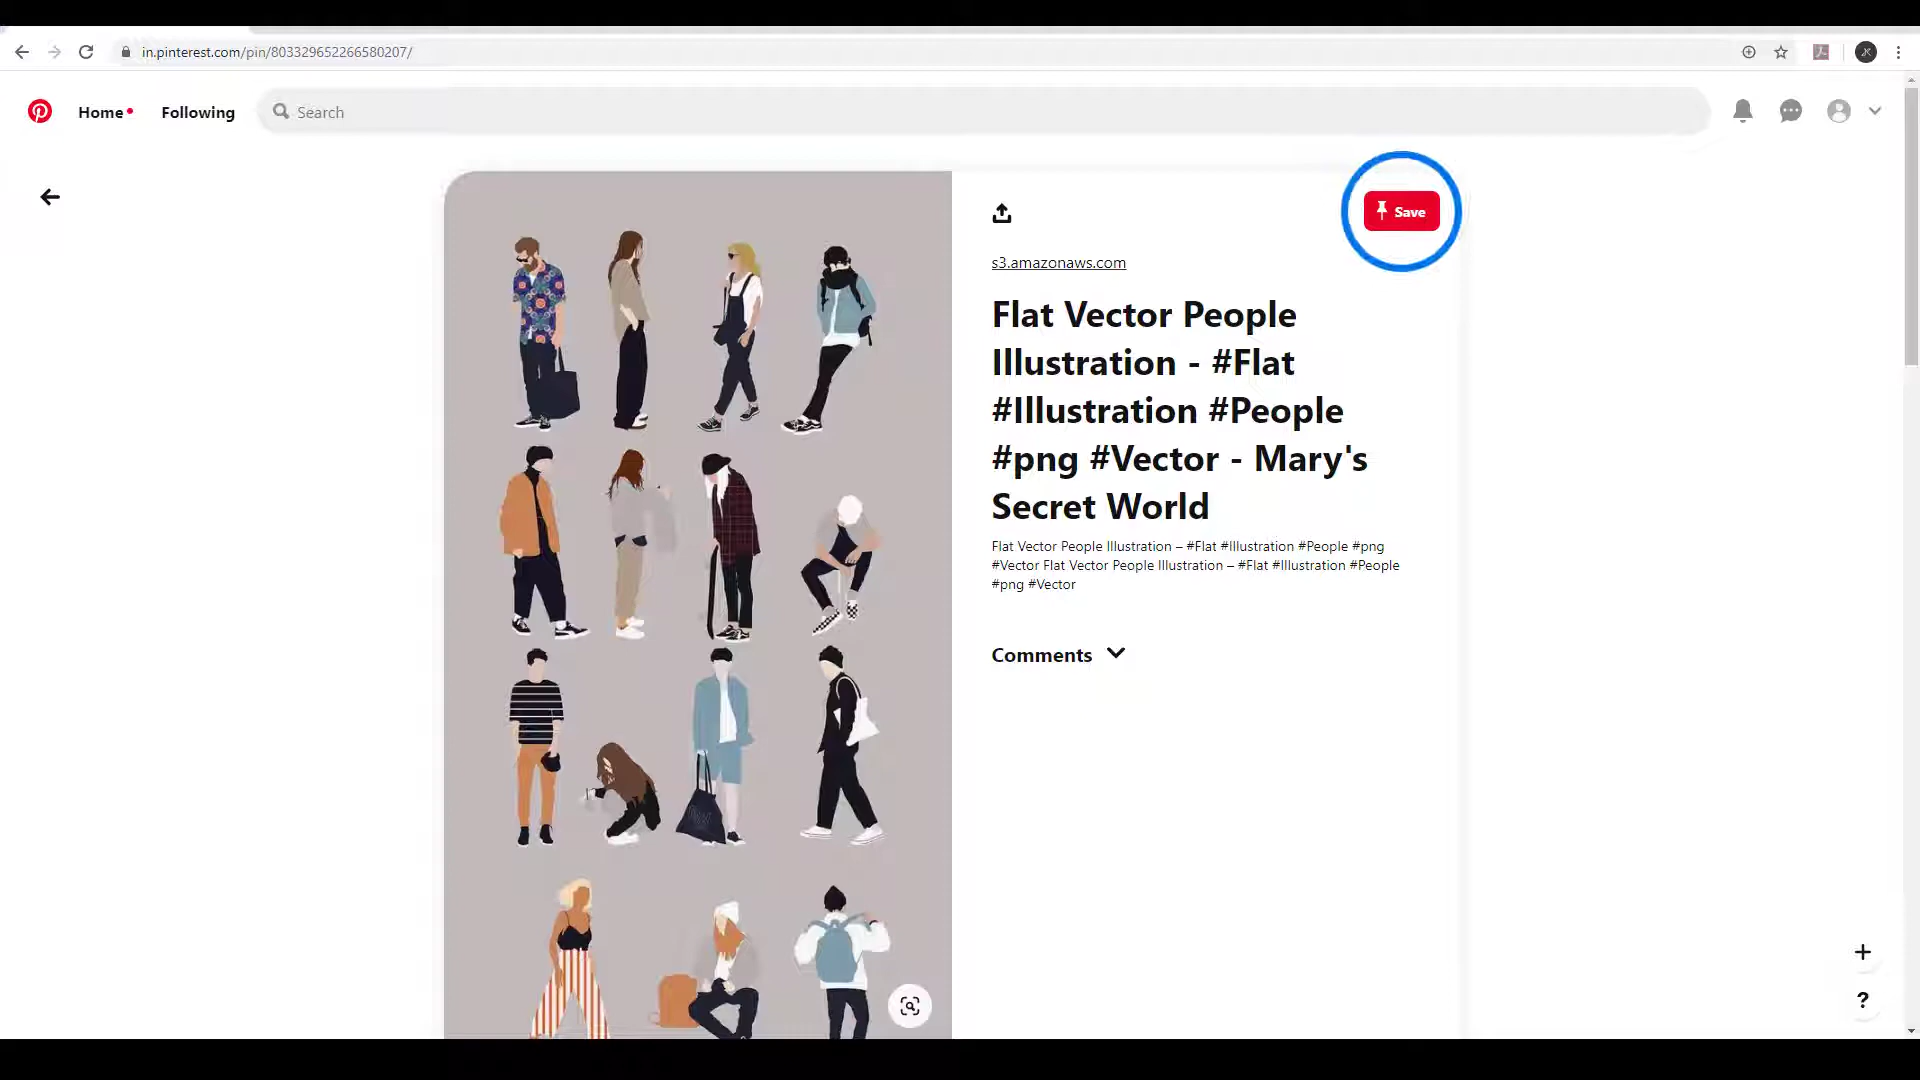 in.pinterest.com/pin/803329652266580207/
Home
Following
Search
Save
s3.amazonaws.com
Flat Vector People
Illustration - #Flat
#Illustration #People
#png #Vector - Mary's
Secret World
Flat Vector People Illustration – #Flat #Illustration #People #png
#Vector Flat Vector People Illustration – #Flat #Illustration #People
#png #Vector
Comments
+
?